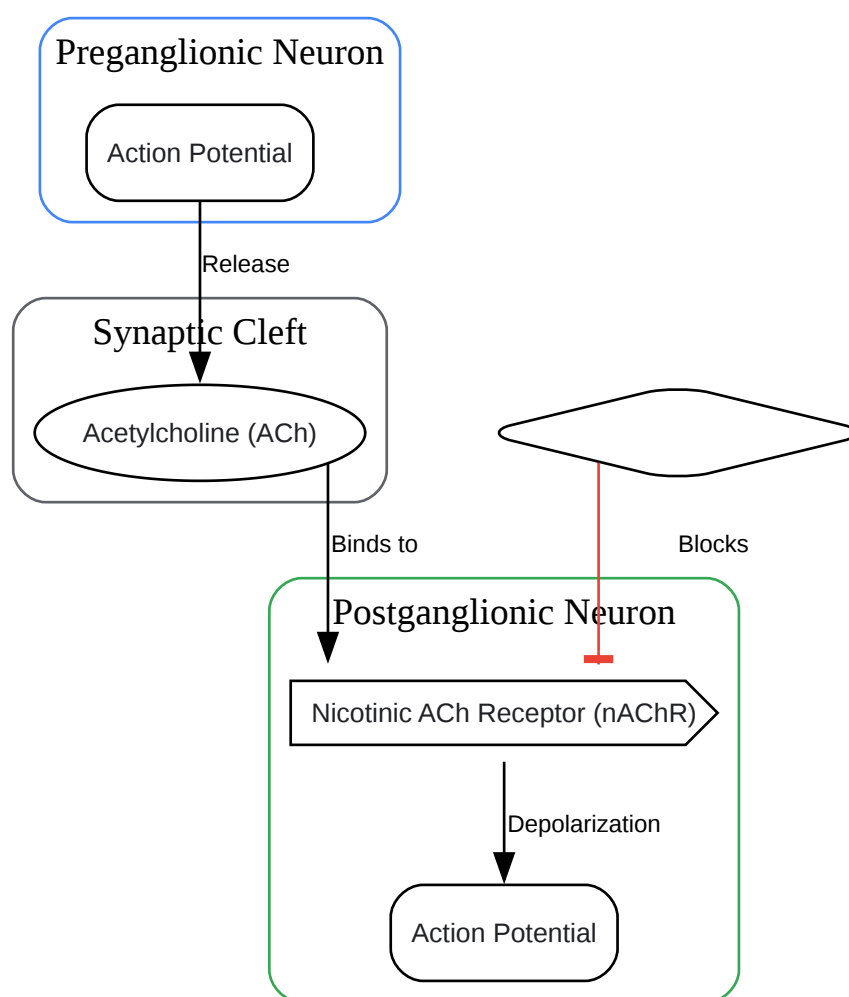 Preganglionic Neuron
Action Potential
Release
Synaptic Cleft
Acetylcholine (ACh)
Binds to
Blocks
Postganglionic Neuron
Nicotinic ACh Receptor (nAChR)
Depolarization
Action Potential